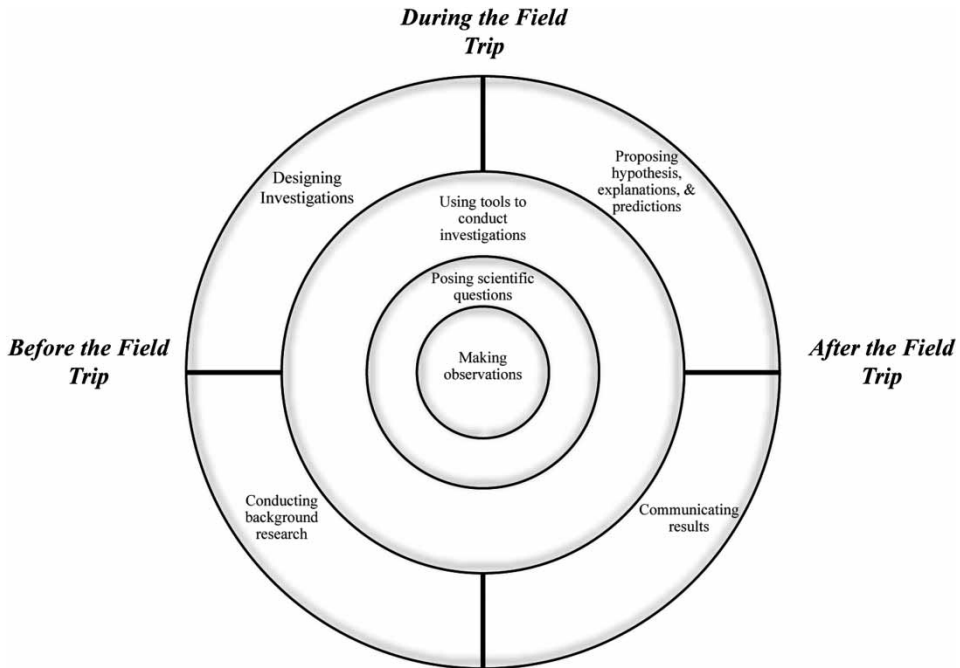 During the Field
Trip
Designing
Investigations
Proposing
hypothesis,
explanations, &
predictions
Using tools to
conduct
investigations
Posing scientific
questions
Before the Field
Trip
Making
observations
After the Field
Trip
Conducting
background
research
Communicating
results